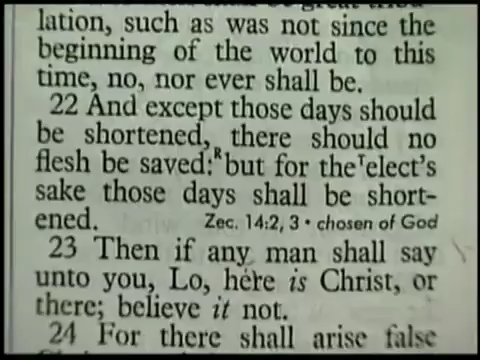 lation, such as was not since the
beginning of the world to this
time, no, nor ever shall be.
22 And except those days should
be shortened, there should no
flesh be saved:ᴿbut for theᵀelect's
sake those days shall be short-
ened. Zec. 14:2, 3 • chosen of God
23 Then if any man shall say
unto you, Lo, here is Christ, or
there; believe it not.
24 For there shall arise false